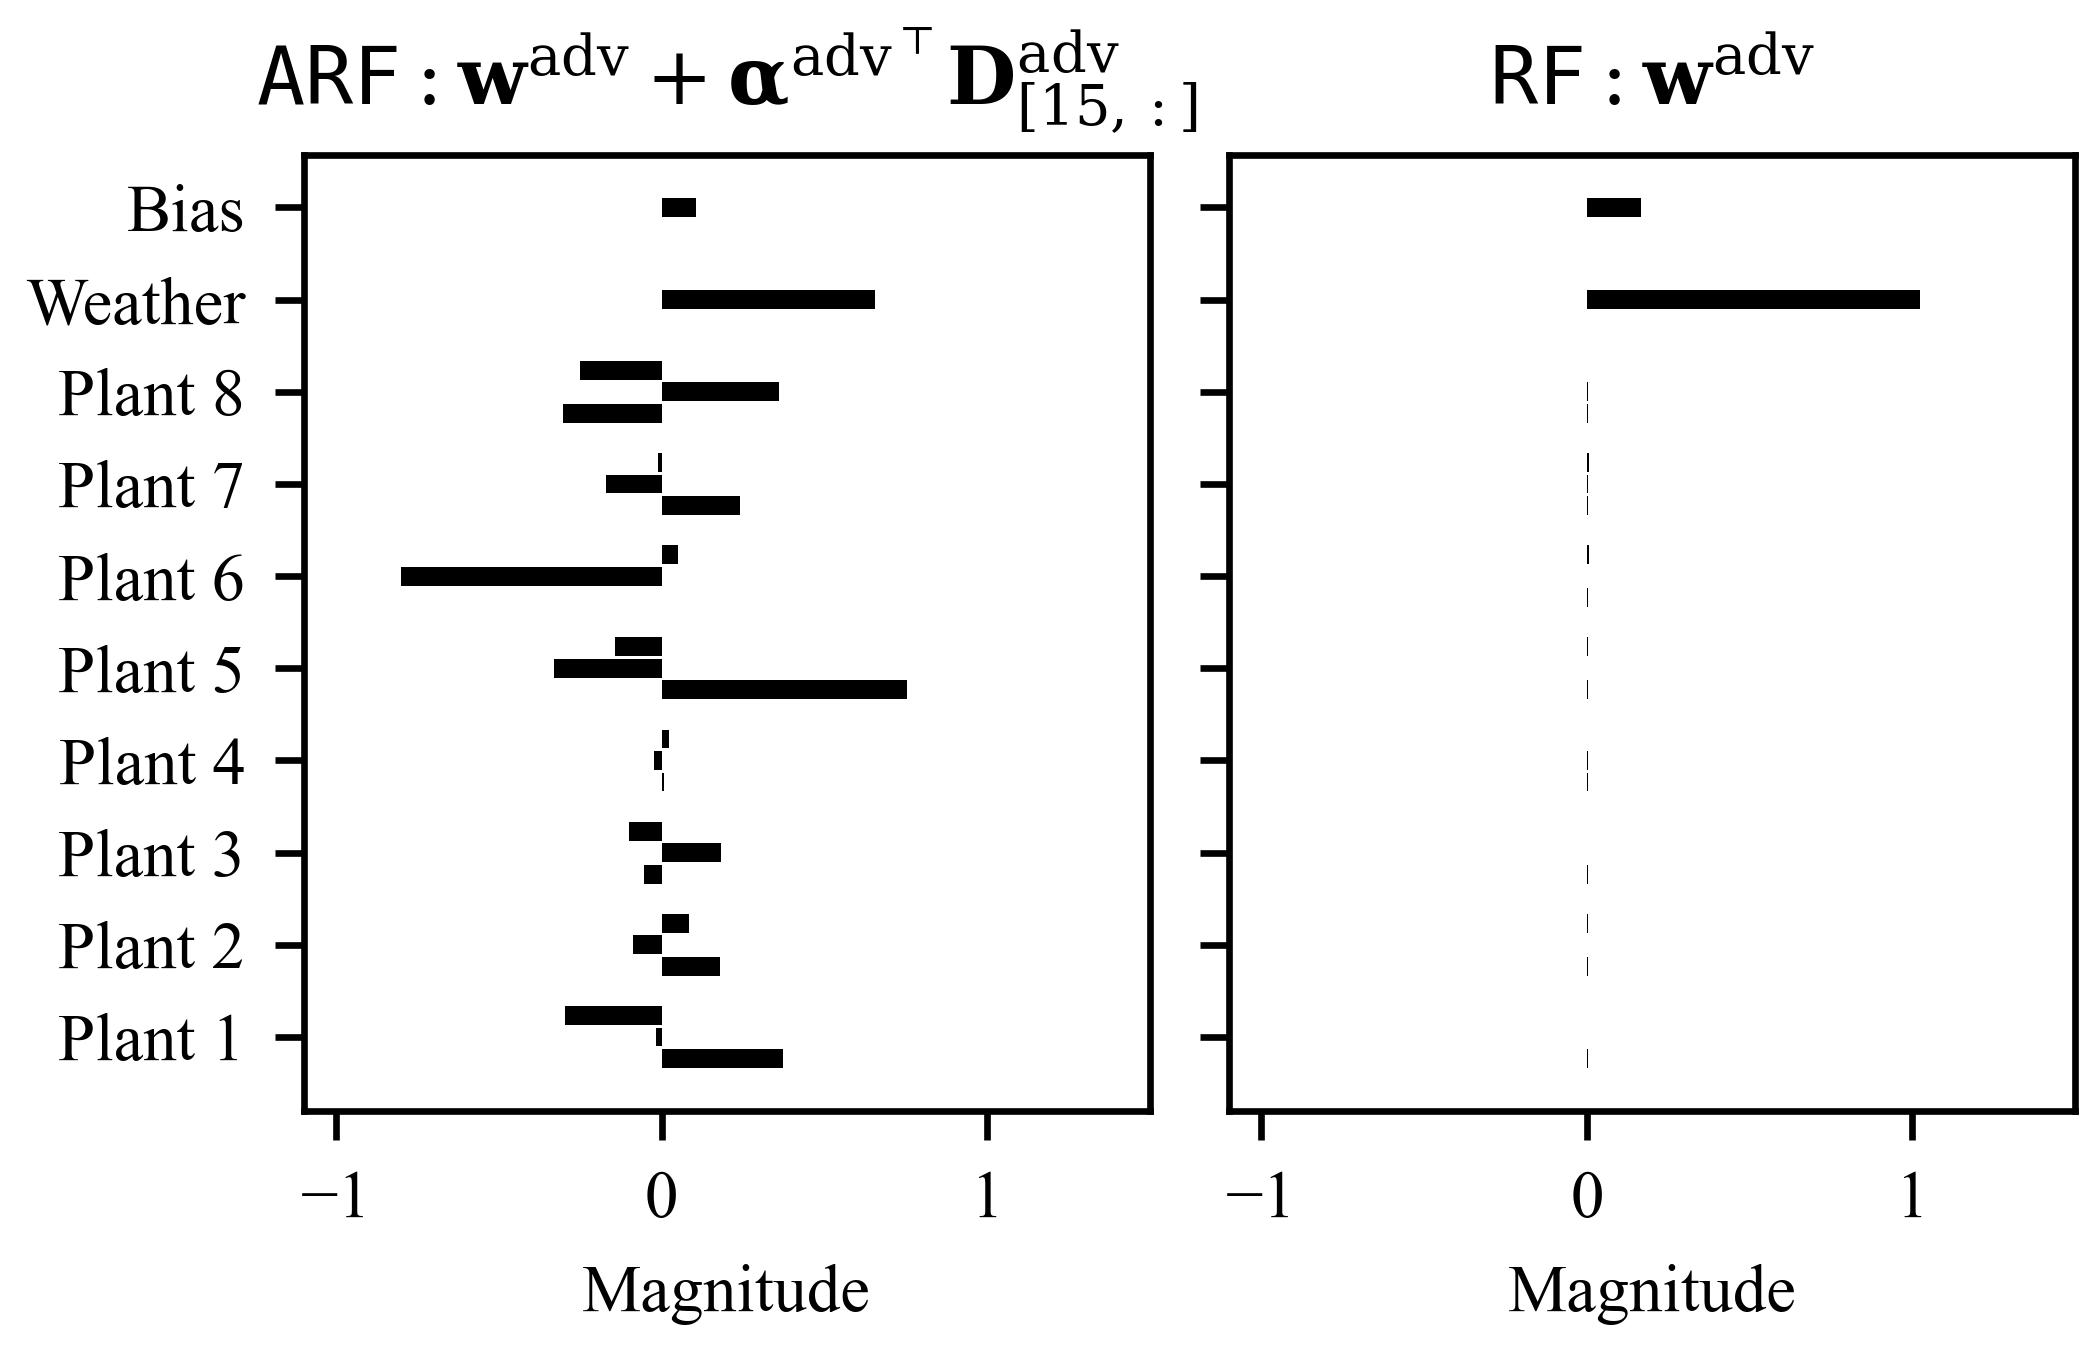 ARF : w^adv + α^adv⊤ D^adv_[15, :]
RF : w^adv
Bias
Weather
Plant 8
Plant 7
Plant 6
Plant 5
Plant 4
Plant 3
Plant 2
Plant 1
−1 0 1
−1 0 1
Magnitude
Magnitude